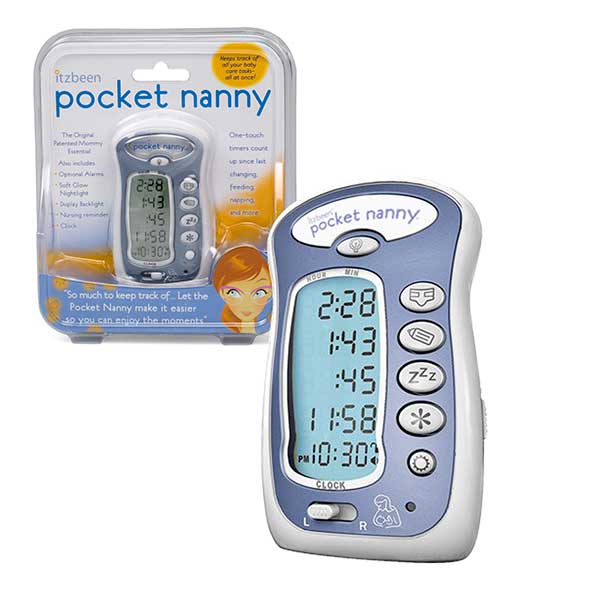 itzbeen
pocket nanny
Keeps track of
all your baby
care tasks-
all at once!
The Original
Patented Mommy
Essential
Also includes:
• Optional Alarms
• Soft Glow
Nightlight
• Display Backlight
• Nursing reminder
• Clock
pocket nanny
2:28
1:43
:45
11:58
10:30
CLOCK
One-touch
timers count
up since last
changing,
feeding,
napping,
and more
"So much to keep track of... Let the
Pocket Nanny make it easier
so you can enjoy the moments"
itzbeen
pocket nanny
HOUR MIN
2:28
1:43
:45
zzz
11:58
PM 10:30
CLOCK
L R